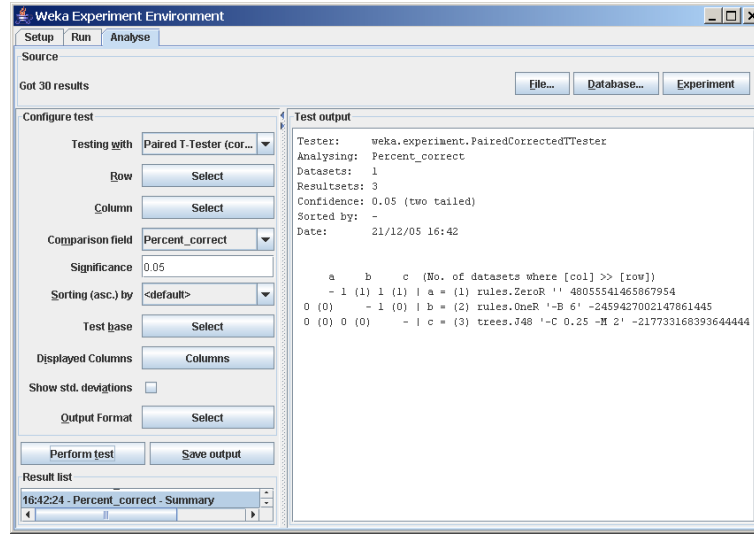 Weka Experiment Environment
Setup Run Analyse
Source
Got 30 results
File... Database... Experiment
Configure test
Testing with Paired T-Tester (cor...
Row Select
Column Select
Comparison field Percent_correct
Significance 0.05
Sorting (asc.) by <default>
Test base Select
Displayed Columns Columns
Show std. deviations
Output Format Select
Perform test Save output
Result list
16:42:24 - Percent_correct - Summary
Test output
Tester: weka.experiment.PairedCorrectedTTester
Analysing: Percent_correct
Datasets: 1
Resultsets: 3
Confidence: 0.05 (two tailed)
Sorted by: -
Date: 21/12/05 16:42
a b c (No. of datasets where [col] >> [row])
- 1 (1) 1 (1) | a = (1) rules.ZeroR '' 48055541465867954
0 (0) - 1 (0) | b = (2) rules.OneR '-B 6' -2459427002147861445
0 (0) 0 (0) - | c = (3) trees.J48 '-C 0.25 -M 2' -217733168393644444